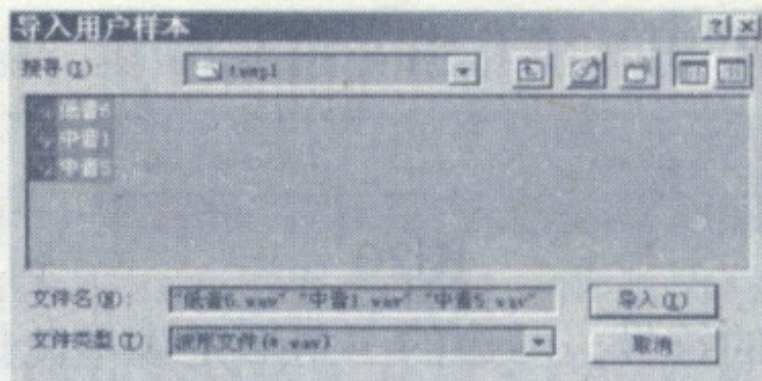 导入用户样本
搜寻(I) temp1
低音6
中音1
中音5
文件名(N): "低音6.wav" "中音1.wav" "中音5.wav" 导入(I)
文件类型(T) 波形文件(*.wav) 取消